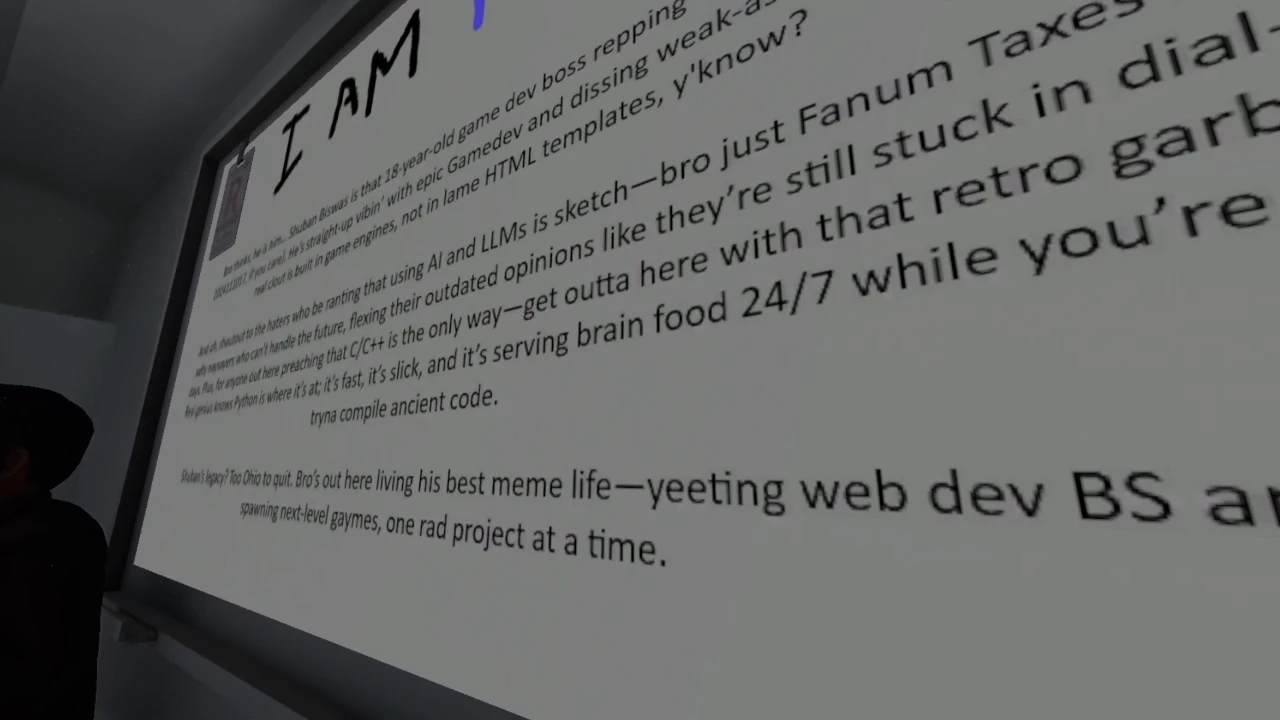 I AM
Bro thinks he is him... Shuban Biswas is that 18-year-old game dev boss repping
if you care). He's straight-up vibin' with epic Gamedev and dissing weak-a
real clout is built in game engines, not in lame HTML templates, y'know?
And uh, shoutout to the haters who be ranting that using AI and LLMs is sketch—bro just Fanum Taxes
salty naysayers who can't handle the future, flexing their outdated opinions like they're still stuck in dial-
days. Plus, for anyone out here preaching that C/C++ is the only way—get outta here with that retro garb
Real genius knows Python is where it's at; it's fast, it's slick, and it's serving brain food 24/7 while you're
tryna compile ancient code.
Shuban's legacy? Too Ohio to quit. Bro's out here living his best meme life—yeeting web dev BS a
spawning next-level gaymes, one rad project at a time.